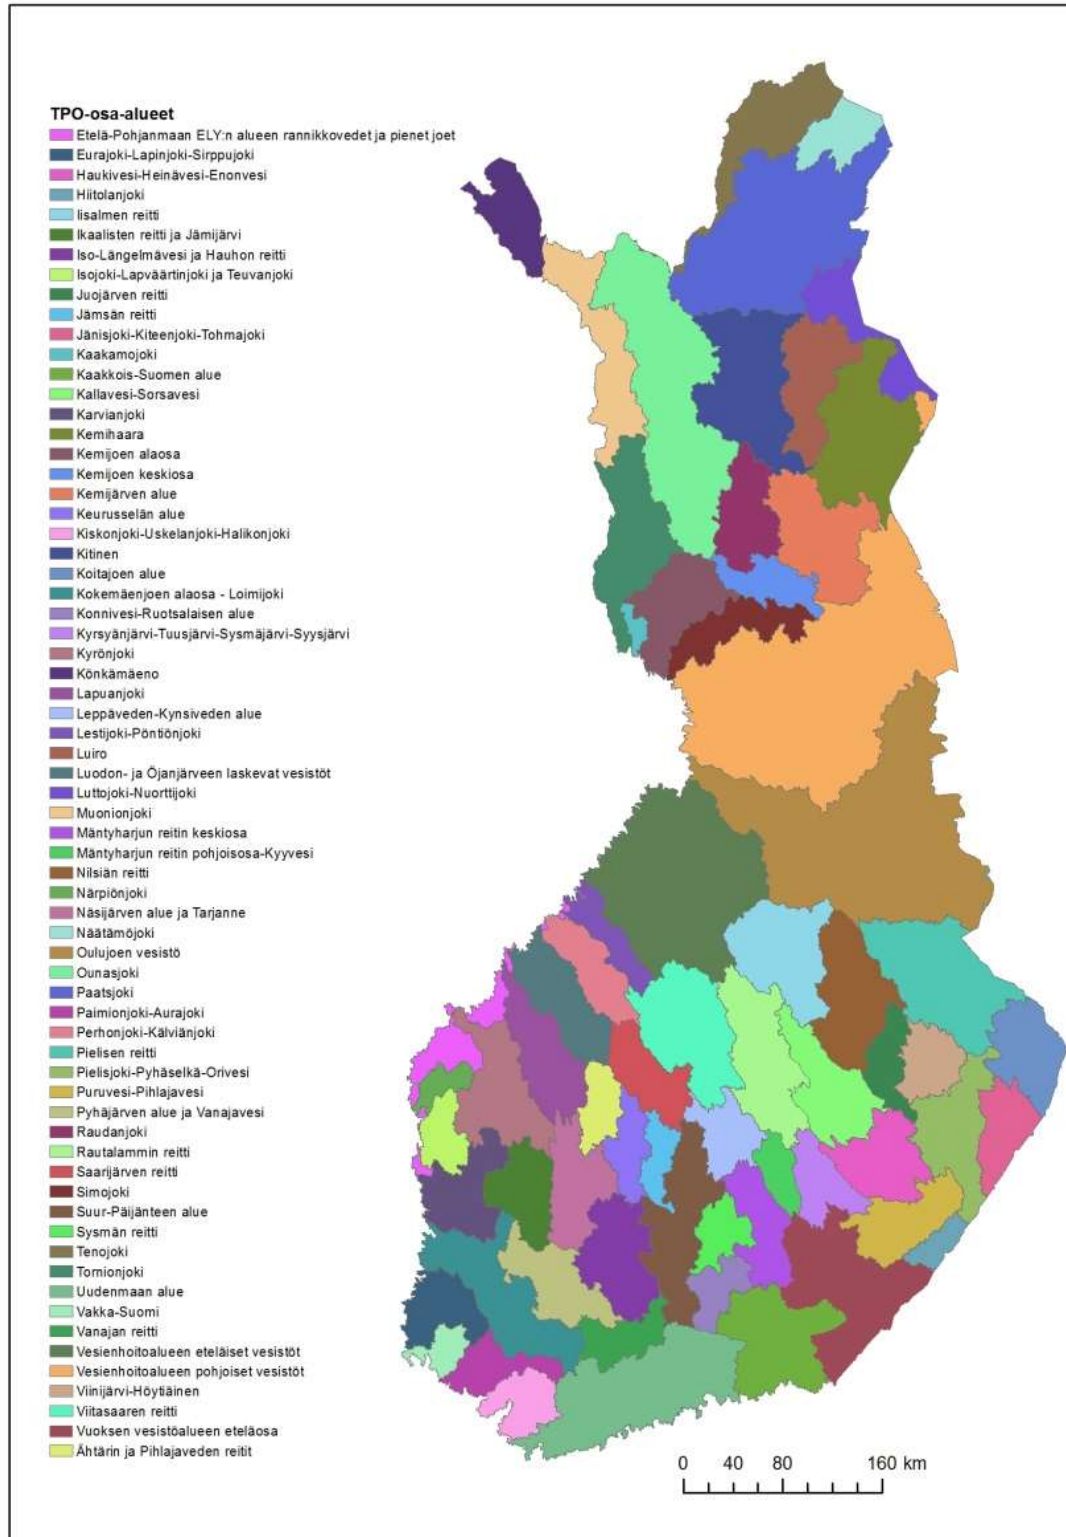 TPO-osa-alueet
Etelä-Pohjanmaan ELY:n alueen rannikkovedet ja pienet joet
Eurajoki-Lapinjoki-Sirppujoki
Haukivesi-Heinävesi-Enonvesi
Hiitolanjoki
Iisalmen reitti
Ikaalisten reitti ja Jämijärvi
Iso-Längelmävesi ja Hauhon reitti
Isojoki-Lapväärtinjoki ja Teuvanjoki
Juojärven reitti
Jämsän reitti
Jänisjoki-Kiteenjoki-Tohmajoki
Kaakamojoki
Kaakkois-Suomen alue
Kallavesi-Sorsavesi
Karvianjoki
Kemihaara
Kemijoen alaosa
Kemijoen keskiosa
Kemijärven alue
Keurusselän alue
Kiskonjoki-Uskelanjoki-Halikonjoki
Kitinen
Koitajoen alue
Kokemäenjoen alaosa - Loimijoki
Konnivesi-Ruotsalaisen alue
Kyrsyänjärvi-Tuusjärvi-Sysmäjärvi-Syysjärvi
Kyrönjoki
Könkämäeno
Lapuanjoki
Leppäveden-Kynsiveden alue
Lestijoki-Pöntiönjoki
Luiro
Luodon- ja Öjanjärveen laskevat vesistöt
Luttojoki-Nuorttijoki
Muonionjoki
Mäntyharjun reitin keskiosa
Mäntyharjun reitin pohjoisosa-Kyyvesi
Nilsiän reitti
Närpiönjoki
Näsijärven alue ja Tarjanne
Näätämöjoki
Oulujoen vesistö
Ounasjoki
Paatsjoki
Paimionjoki-Aurajoki
Perhonjoki-Kälviänjoki
Pielisen reitti
Pielisjoki-Pyhäselkä-Orivesi
Puruvesi-Pihlajavesi
Pyhäjärven alue ja Vanajavesi
Raudanjoki
Rautalammin reitti
Saarijärven reitti
Simojoki
Suur-Päijänteen alue
Sysmän reitti
Tenojoki
Tornionjoki
Uudenmaan alue
Vakka-Suomi
Vanajan reitti
Vesienhoitoalueen eteläiset vesistöt
Vesienhoitoalueen pohjoiset vesistöt
Viinijärvi-Höytiäinen
Viitasaaren reitti
Vuoksen vesistöalueen eteläosa
Ähtärin ja Pihlajaveden reitit
0 40 80 160 km